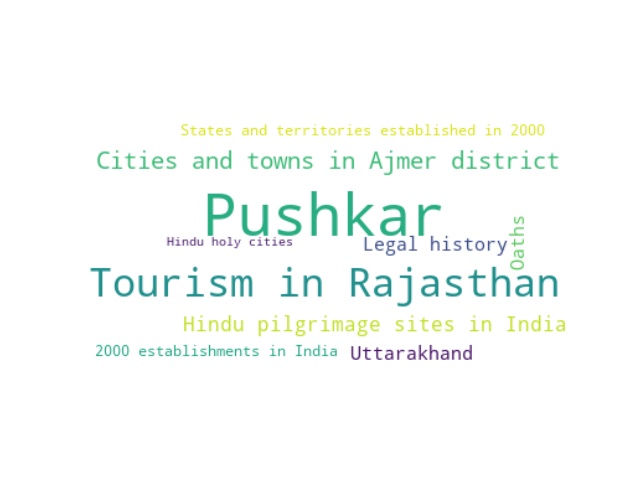 States and territories established in 2000
Cities and towns in Ajmer district
Pushkar
Hindu holy cities
Legal history
Oaths
Tourism in Rajasthan
Hindu pilgrimage sites in India
2000 establishments in India
Uttarakhand